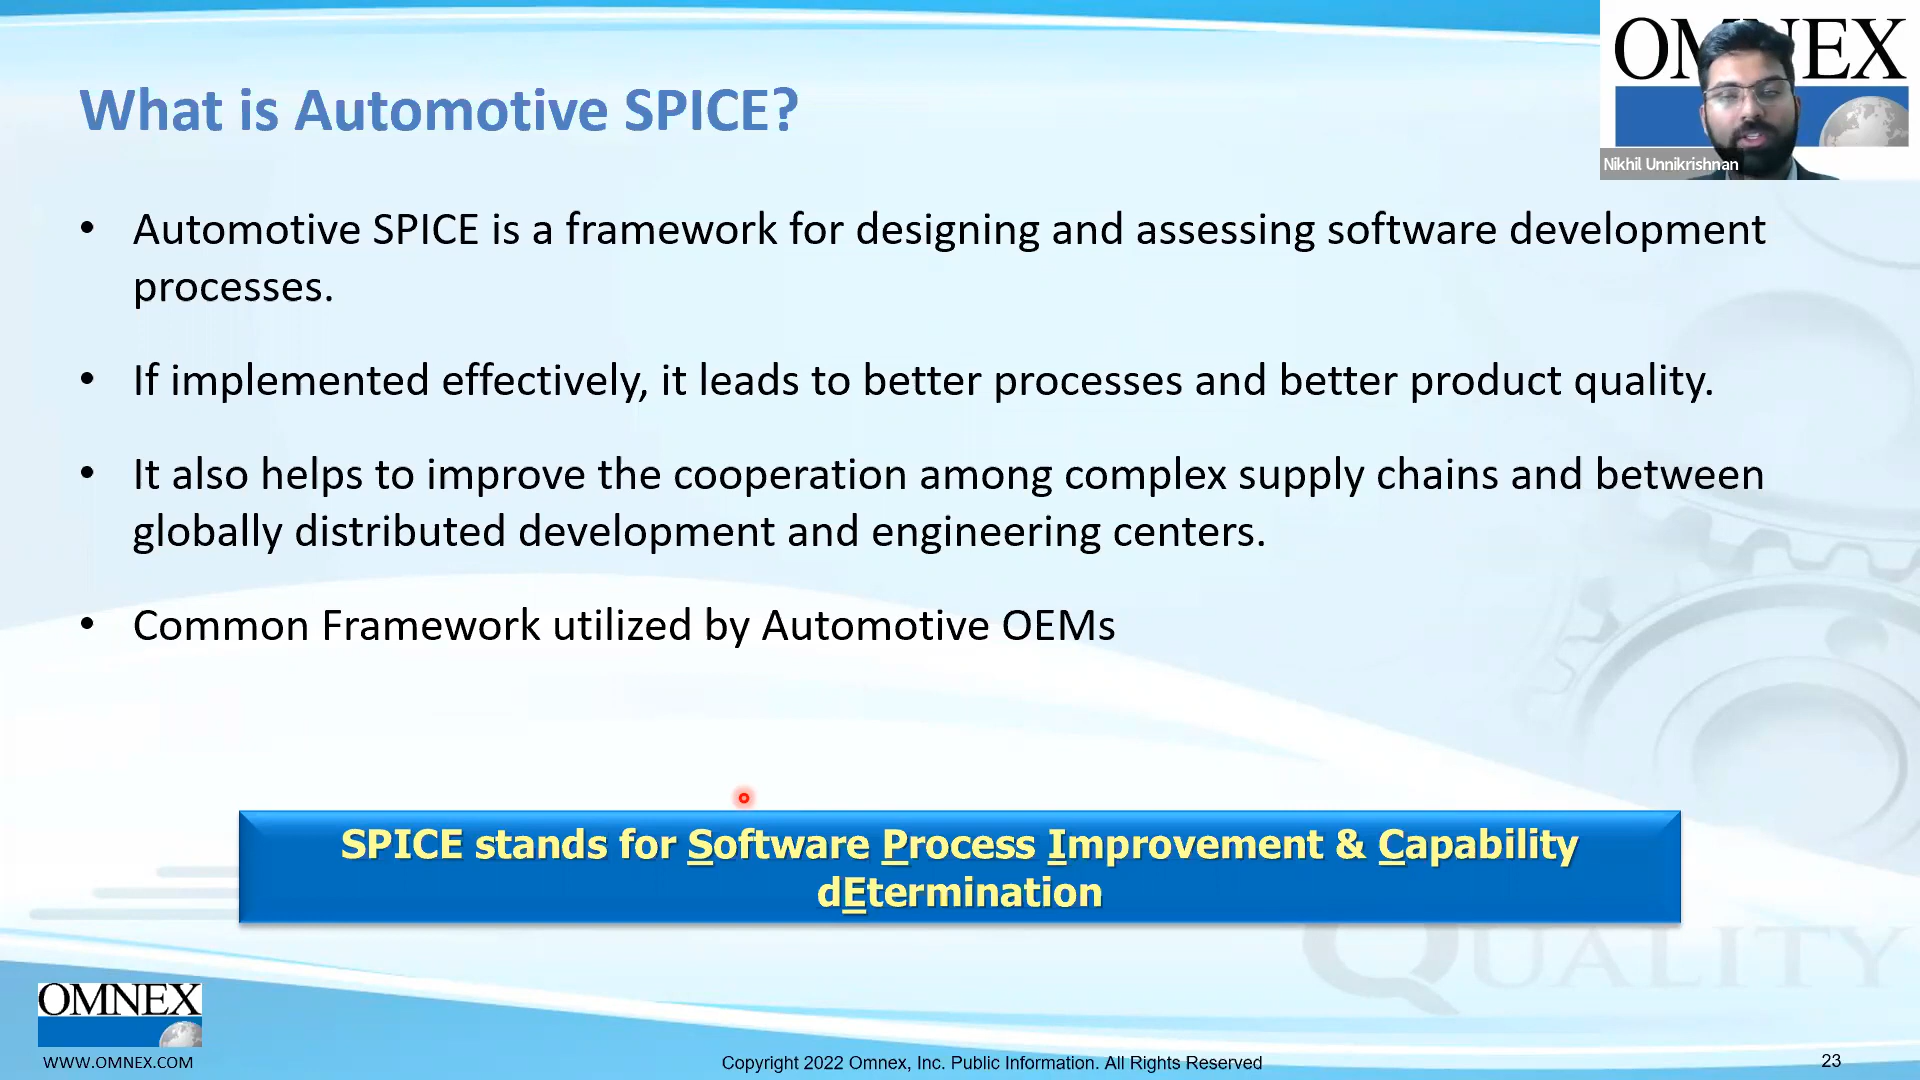 OMNEX
Nikhil Unnikrishnan
What is Automotive SPICE?
• Automotive SPICE is a framework for designing and assessing software development
processes.
• If implemented effectively, it leads to better processes and better product quality.
• It also helps to improve the cooperation among complex supply chains and between
globally distributed development and engineering centers.
• Common Framework utilized by Automotive OEMs
SPICE stands for Software Process Improvement & Capability
dEtermination
QUALITY
OMNEX
WWW.OMNEX.COM
Copyright 2022 Omnex, Inc. Public Information. All Rights Reserved
23